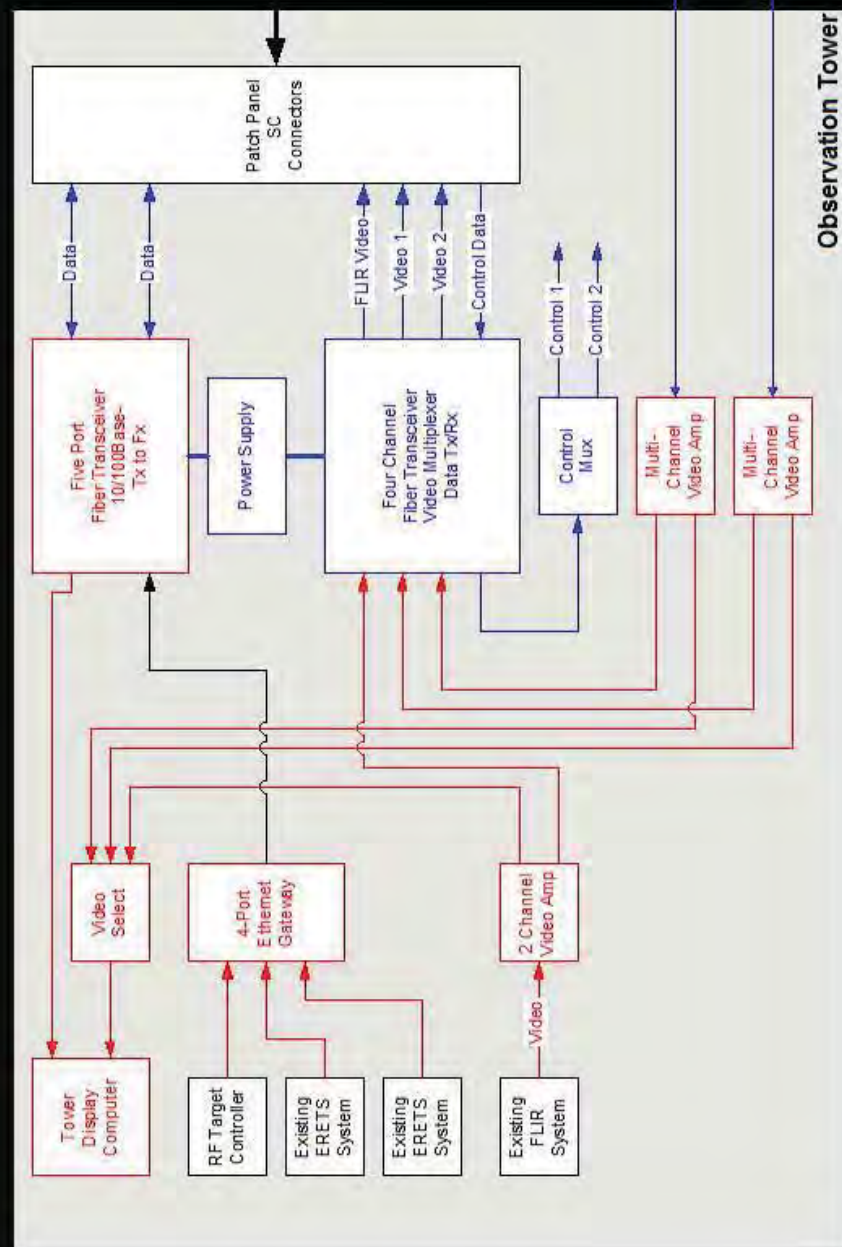 Observation Tower
Patch Panel
SC
Connectors
Data
Data
FLIR Video
Video 1
Video 2
Control Data
Control 1
Control 2
Five Port
Fiber Transceiver
10/100Base-
Tx to Fx
Power Supply
Four Channel
Fiber Transceiver
Video Multiplexer
Data Tx/Rx
Control
Mux
Multi-
Channel
Video Amp
Multi-
Channel
Video Amp
Video
Select
4-Port
Ethernet
Gateway
2 Channel
Video Amp
Video
Tower
Display
Computer
RF Target
Controller
Existing
ERETS
System
Existing
ERETS
System
Existing
FLIR
System